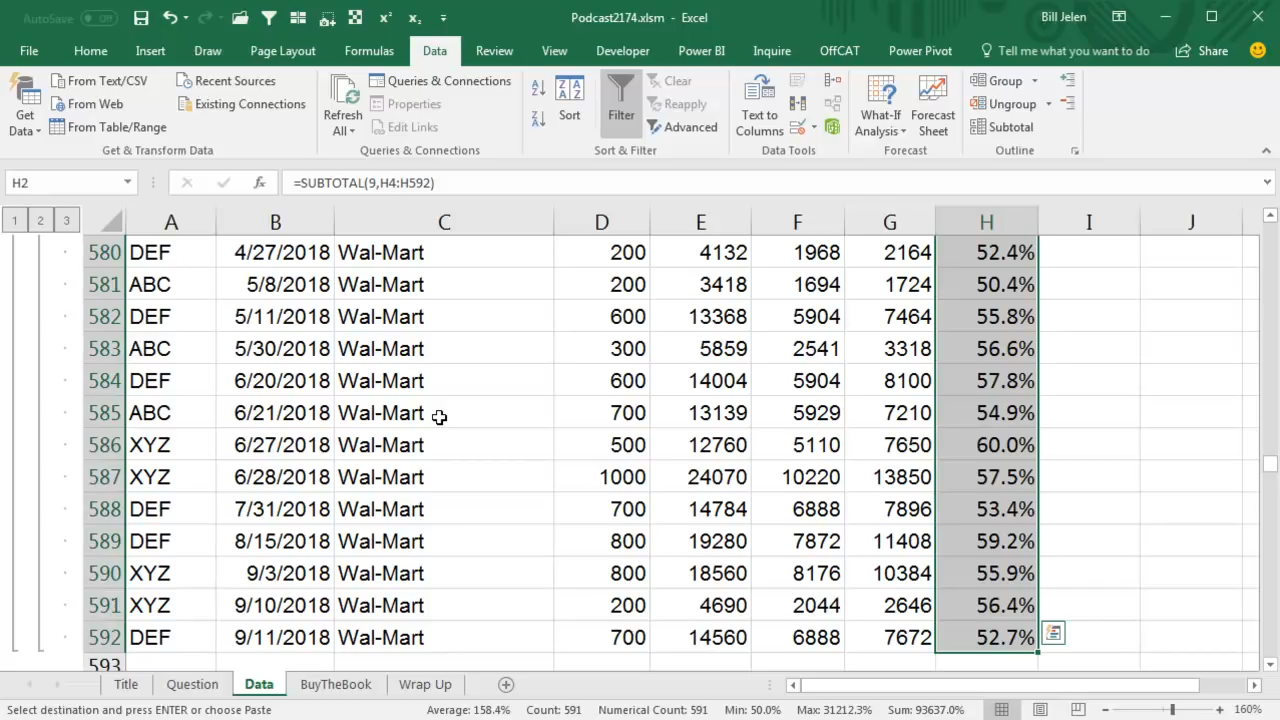 AutoSave Off Podcast2174.xlsm - Excel Bill Jelen
File Home Insert Draw Page Layout Formulas Data Review View Developer Power BI Inquire OffCAT Power Pivot Tell me what you want to do Share
From Text/CSV Recent Sources Queries & Connections Clear Group
From Web Existing Connections Properties Reapply Ungroup
From Table/Range Edit Links Advanced Subtotal
Get Data Refresh All Sort Filter Text to Columns What-If Analysis Forecast Sheet
Get & Transform Data Queries & Connections Sort & Filter Data Tools Forecast Outline
H2 fx =SUBTOTAL(9,H4:H592)
1 2 3 A B C D E F G H I J
580 DEF 4/27/2018 Wal-Mart 200 4132 1968 2164 52.4%
581 ABC 5/8/2018 Wal-Mart 200 3418 1694 1724 50.4%
582 DEF 5/11/2018 Wal-Mart 600 13368 5904 7464 55.8%
583 ABC 5/30/2018 Wal-Mart 300 5859 2541 3318 56.6%
584 DEF 6/20/2018 Wal-Mart 600 14004 5904 8100 57.8%
585 ABC 6/21/2018 Wal-Mart 700 13139 5929 7210 54.9%
586 XYZ 6/27/2018 Wal-Mart 500 12760 5110 7650 60.0%
587 XYZ 6/28/2018 Wal-Mart 1000 24070 10220 13850 57.5%
588 DEF 7/31/2018 Wal-Mart 700 14784 6888 7896 53.4%
589 DEF 8/15/2018 Wal-Mart 800 19280 7872 11408 59.2%
590 XYZ 9/3/2018 Wal-Mart 800 18560 8176 10384 55.9%
591 XYZ 9/10/2018 Wal-Mart 200 4690 2044 2646 56.4%
592 DEF 9/11/2018 Wal-Mart 700 14560 6888 7672 52.7%
593
Title Question Data BuyTheBook Wrap Up
Select destination and press ENTER or choose Paste Average: 158.4% Count: 591 Numerical Count: 591 Min: 50.0% Max: 31212.3% Sum: 93637.0% 160%